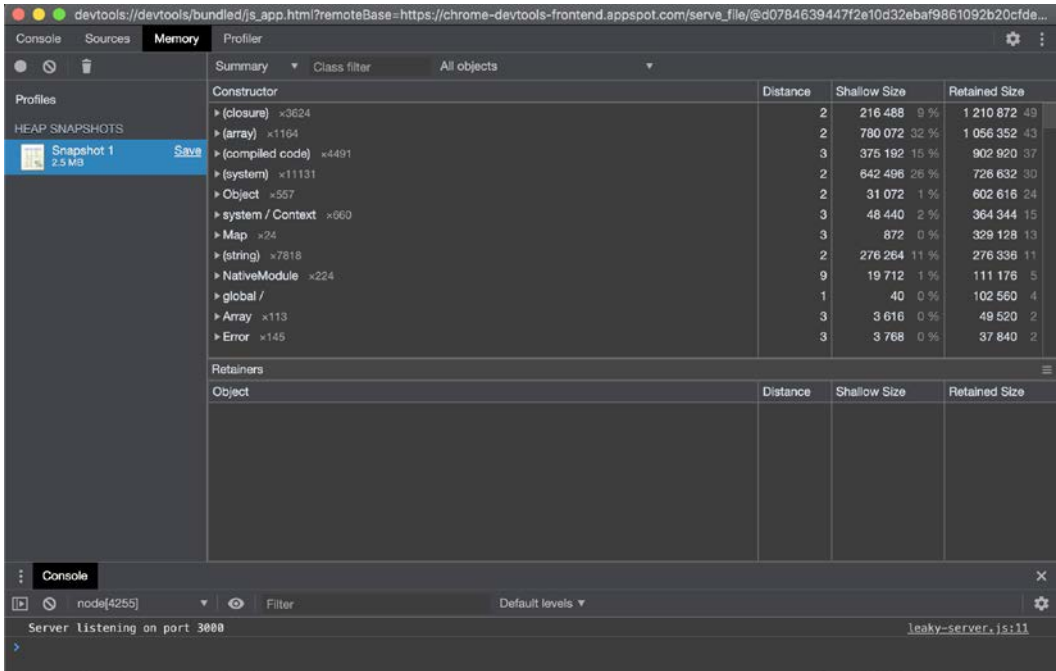 devtools://devtools/bundled/js_app.html?remoteBase=https://chrome-devtools-frontend.appspot.com/serve_file/@d0784639447f2e10d32ebaf9861092b20cfde...
Console Sources Memory Profiler
Summary ▼ Class filter All objects ▼
Profiles
HEAP SNAPSHOTS
Snapshot 1 Save
2.5 MB
Constructor Distance Shallow Size Retained Size
(closure) ×3624 2 216 488 9 % 1 210 872 49
(array) ×1164 2 780 072 32 % 1 056 352 43
(compiled code) ×4491 3 375 192 15 % 902 920 37
(system) ×11131 2 642 496 26 % 726 632 30
Object ×557 2 31 072 1 % 602 616 24
system / Context ×660 3 48 440 2 % 364 344 15
Map ×24 3 872 0 % 329 128 13
(string) ×7818 2 276 264 11 % 276 336 11
NativeModule ×224 9 19 712 1 % 111 176 5
global / 1 40 0 % 102 560 4
Array ×113 3 3 616 0 % 49 520 2
Error ×145 3 3 768 0 % 37 840 2
Retainers
Object Distance Shallow Size Retained Size
Console
node[4255] ▼ Filter Default levels ▼
Server listening on port 3000 leaky-server.js:11